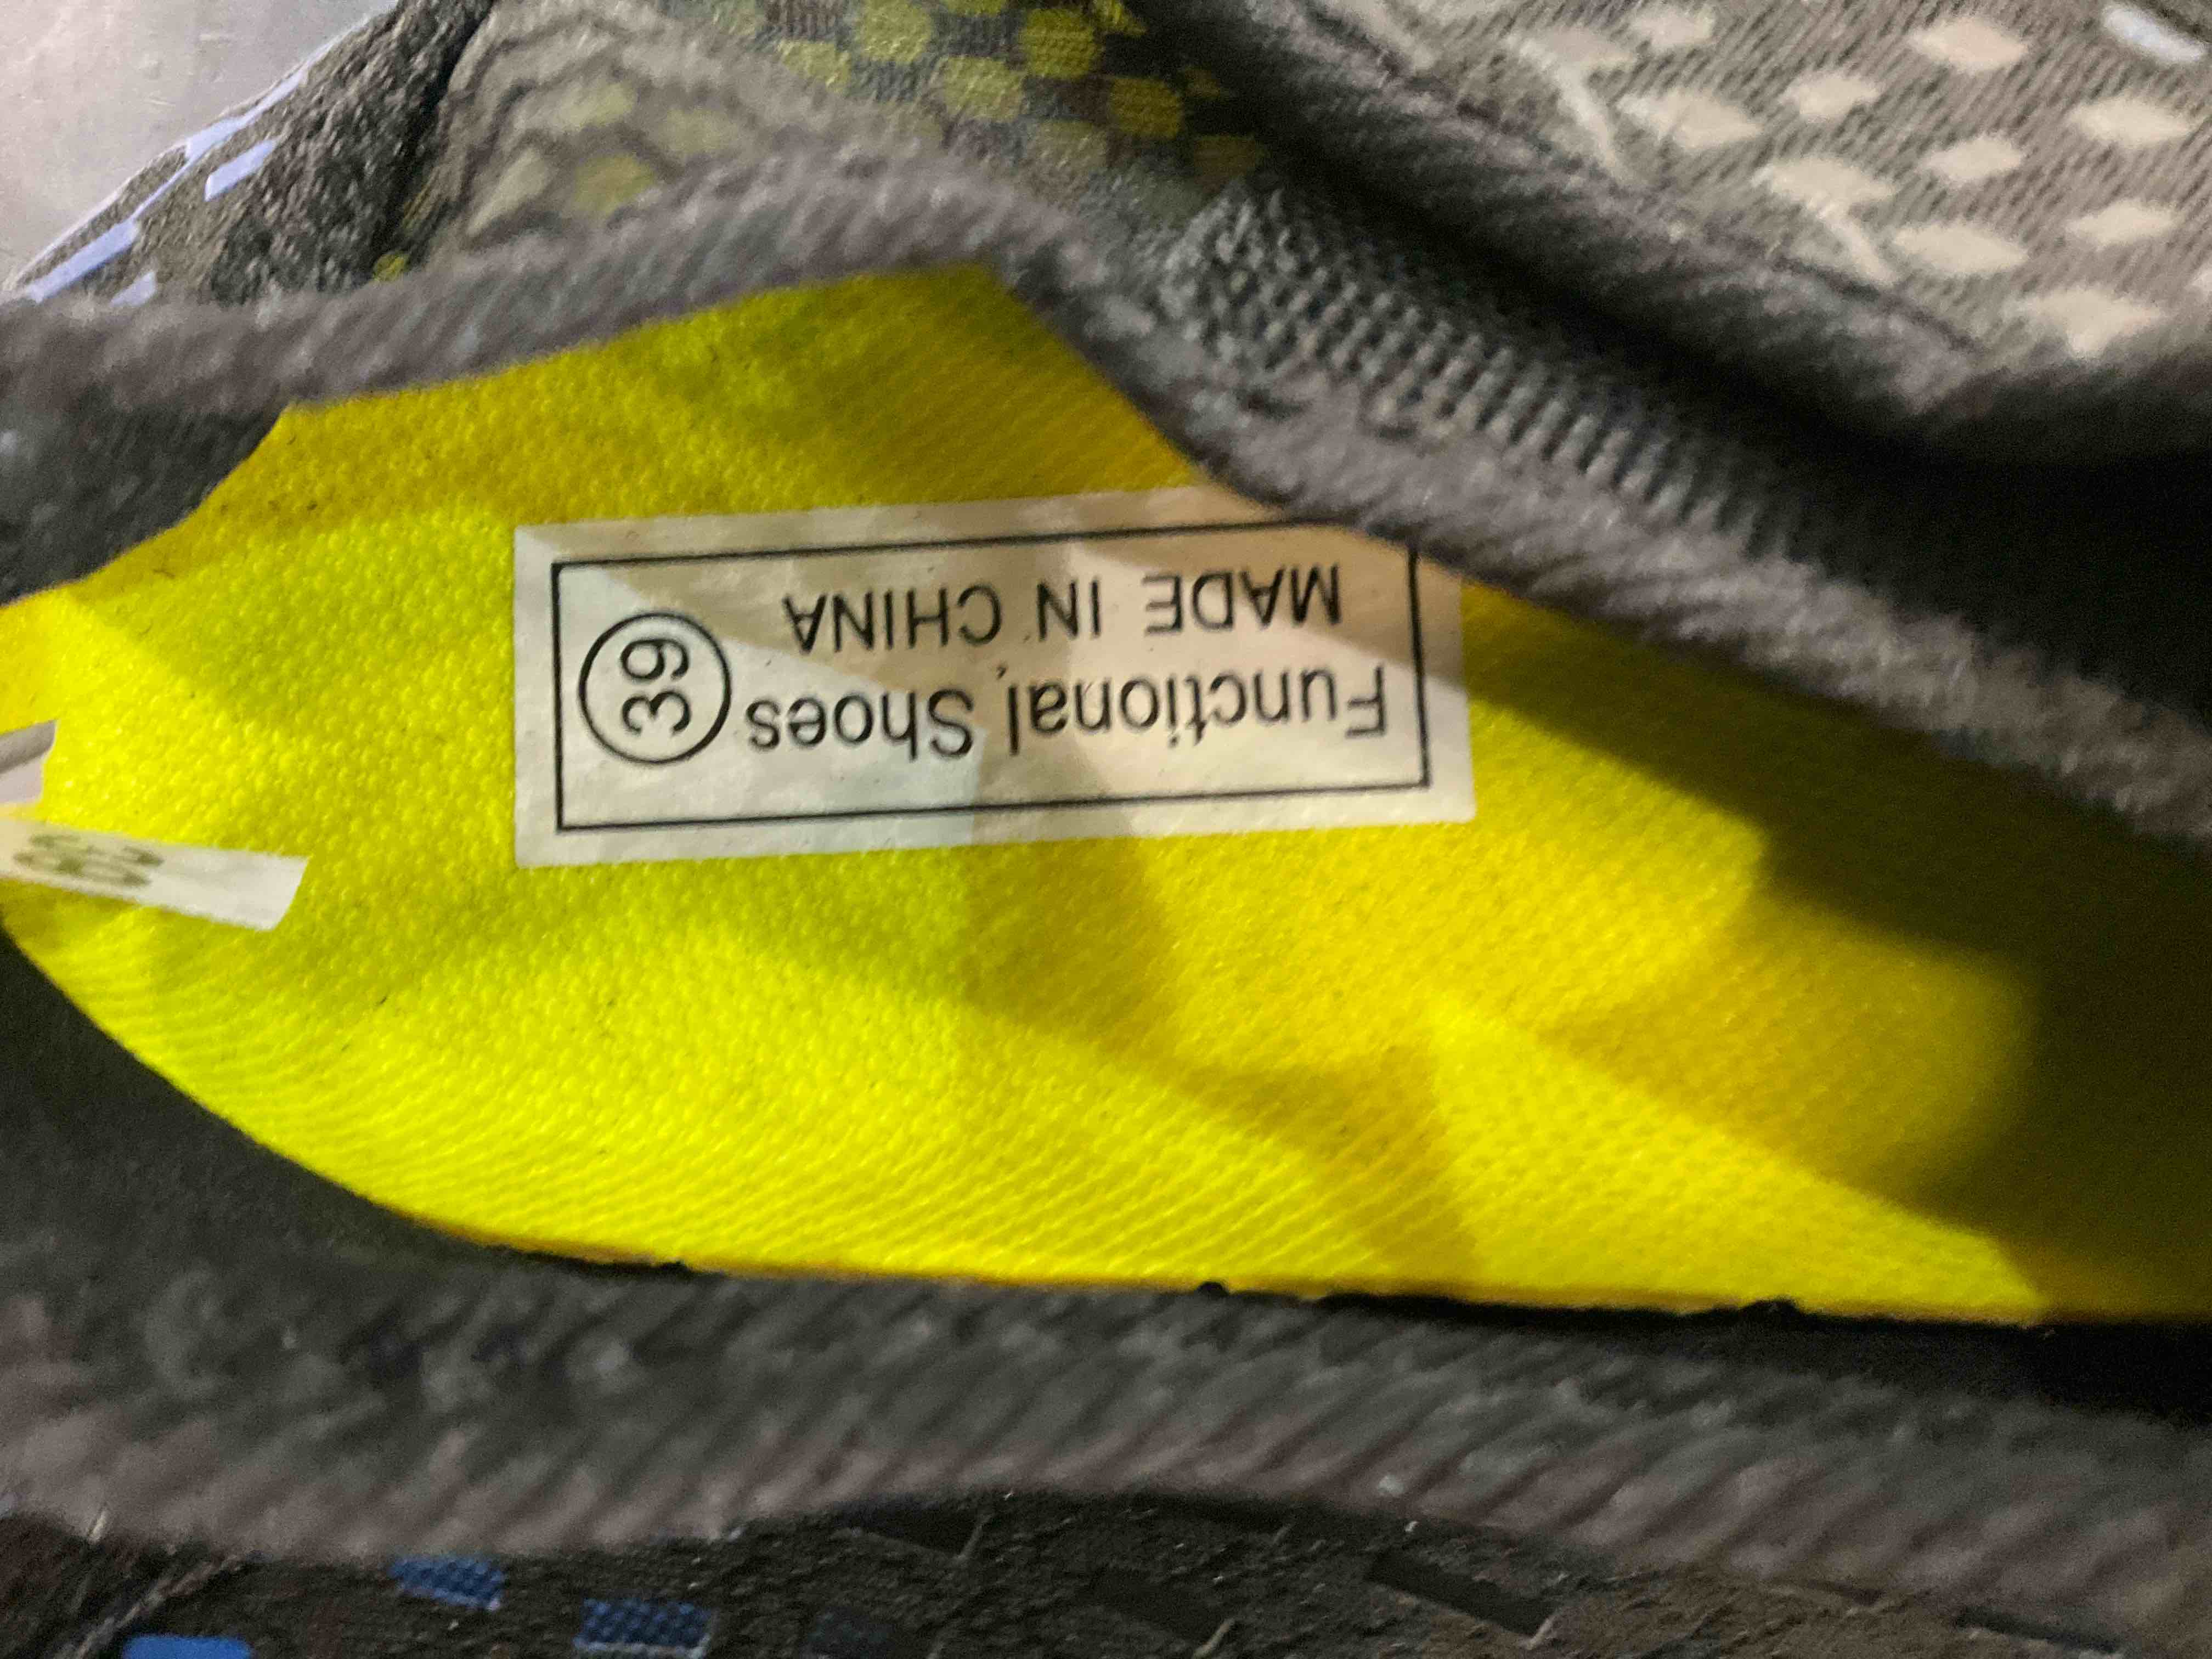 Functional Shoes
MADE IN CHINA
39